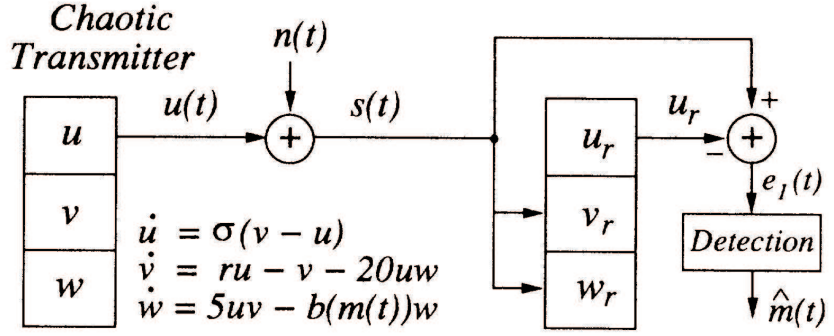 Chaotic
Transmitter
n(t)
u(t)
s(t)
u
+
u_r
u_r
+
−
+
e_1(t)
v
v_r
w
w_r
u̇ = σ(v − u)
v̇ = ru − v − 20uw
ẇ = 5uv − b(m(t))w
Detection
m̂(t)